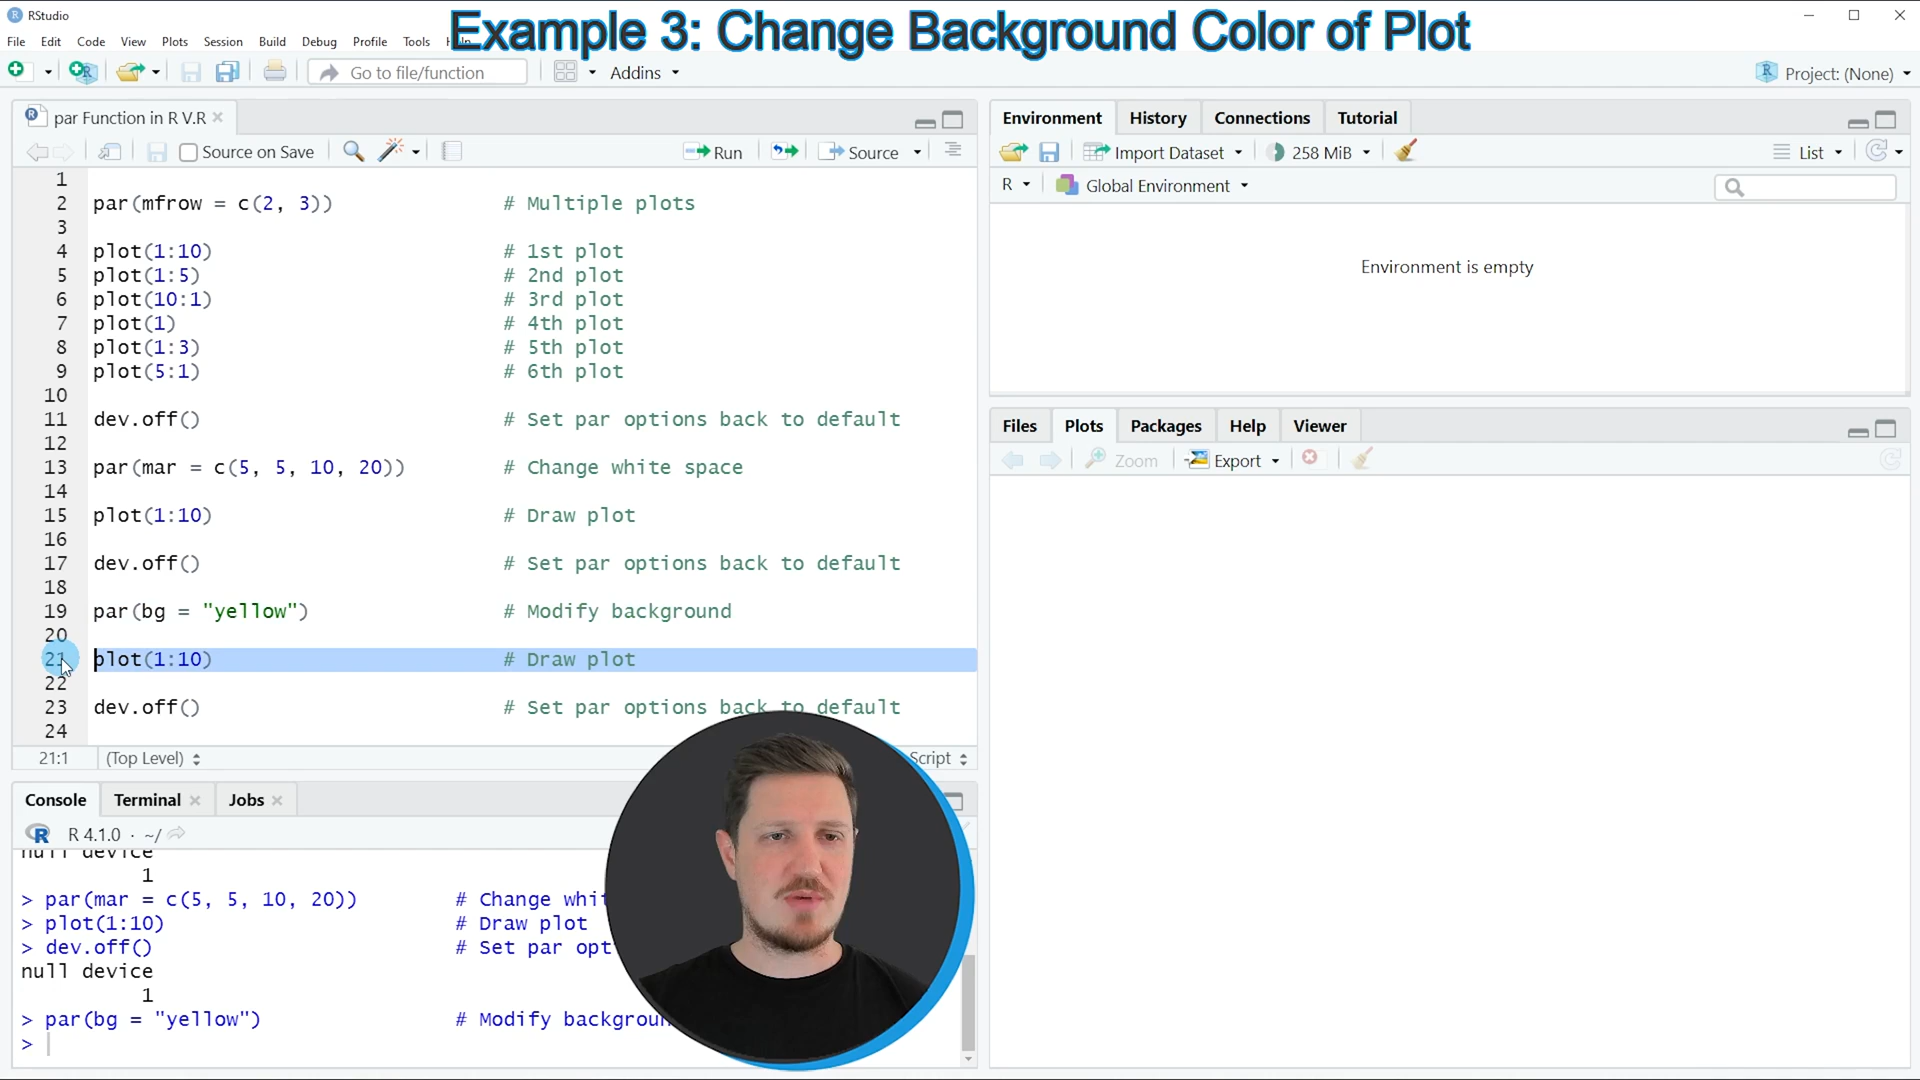 RStudio
Example 3: Change Background Color of Plot
File Edit Code View Plots Session Build Debug Profile Tools
Go to file/function
Addins
Project: (None)
par Function in R V.R
Source on Save
Run
Source
1
2 par(mfrow = c(2, 3)) # Multiple plots
3
4 plot(1:10) # 1st plot
5 plot(1:5) # 2nd plot
6 plot(10:1) # 3rd plot
7 plot(1) # 4th plot
8 plot(1:3) # 5th plot
9 plot(5:1) # 6th plot
10
11 dev.off() # Set par options back to default
12
13 par(mar = c(5, 5, 10, 20)) # Change white space
14
15 plot(1:10) # Draw plot
16
17 dev.off() # Set par options back to default
18
19 par(bg = "yellow") # Modify background
20
21 plot(1:10) # Draw plot
22
23 dev.off() # Set par options back to default
24
21:1 (Top Level) Script
Console Terminal Jobs
R 4.1.0 · ~/
null device
1
> par(mar = c(5, 5, 10, 20)) # Change whi
> plot(1:10) # Draw plot
> dev.off() # Set par opt
null device
1
> par(bg = "yellow") # Modify backgroun
>
Environment History Connections Tutorial
Import Dataset 258 MiB List
R Global Environment
Environment is empty
Files Plots Packages Help Viewer
Zoom Export